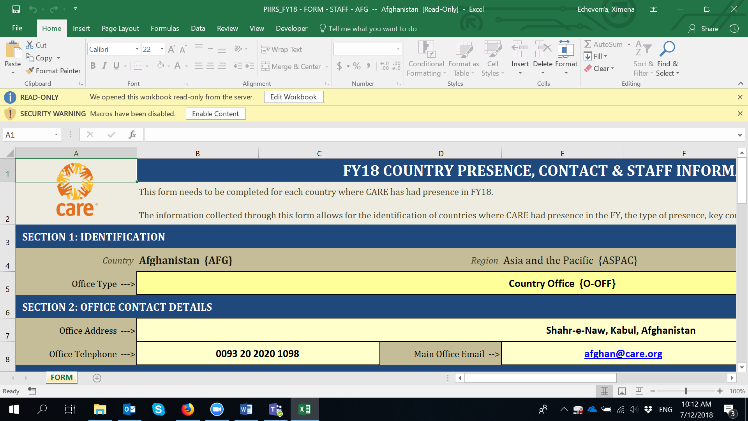 PIIRS_FY18 - FORM - STAFF - AFG -- Afghanistan [Read-Only] - Excel
Echeverria, Ximena
File Home Insert Page Layout Formulas Data Review View Developer Tell me what you want to do Share
Paste Cut Copy Format Painter
Calibri 22
B I U
Wrap Text
Merge & Center
$ % ,
Conditional Formatting Format as Table Cell Styles
Insert Delete Format
AutoSum Fill Clear
Sort & Filter Find & Select
Clipboard Font Alignment Number Styles Cells Editing
READ-ONLY We opened this workbook read-only from the server. Edit Workbook
SECURITY WARNING Macros have been disabled. Enable Content
A1 fx
A B C D E F
1 FY18 COUNTRY PRESENCE, CONTACT & STAFF INFORM
care
This form needs to be completed for each country where CARE has had presence in FY18.
2 The information collected through this form allows for the identification of countries where CARE had presence in the FY, the type of presence, key co
3 SECTION 1: IDENTIFICATION
4 Country Afghanistan {AFG} Region Asia and the Pacific {ASPAC}
5 Office Type ---> Country Office {O-OFF}
6 SECTION 2: OFFICE CONTACT DETAILS
7 Office Address ---> Shahr-e-Naw, Kabul, Afghanistan
8 Office Telephone ---> 0093 20 2020 1098 Main Office Email --> afghan@care.org
FORM
Ready 100%
ENG
10:12 AM
7/12/2018
3